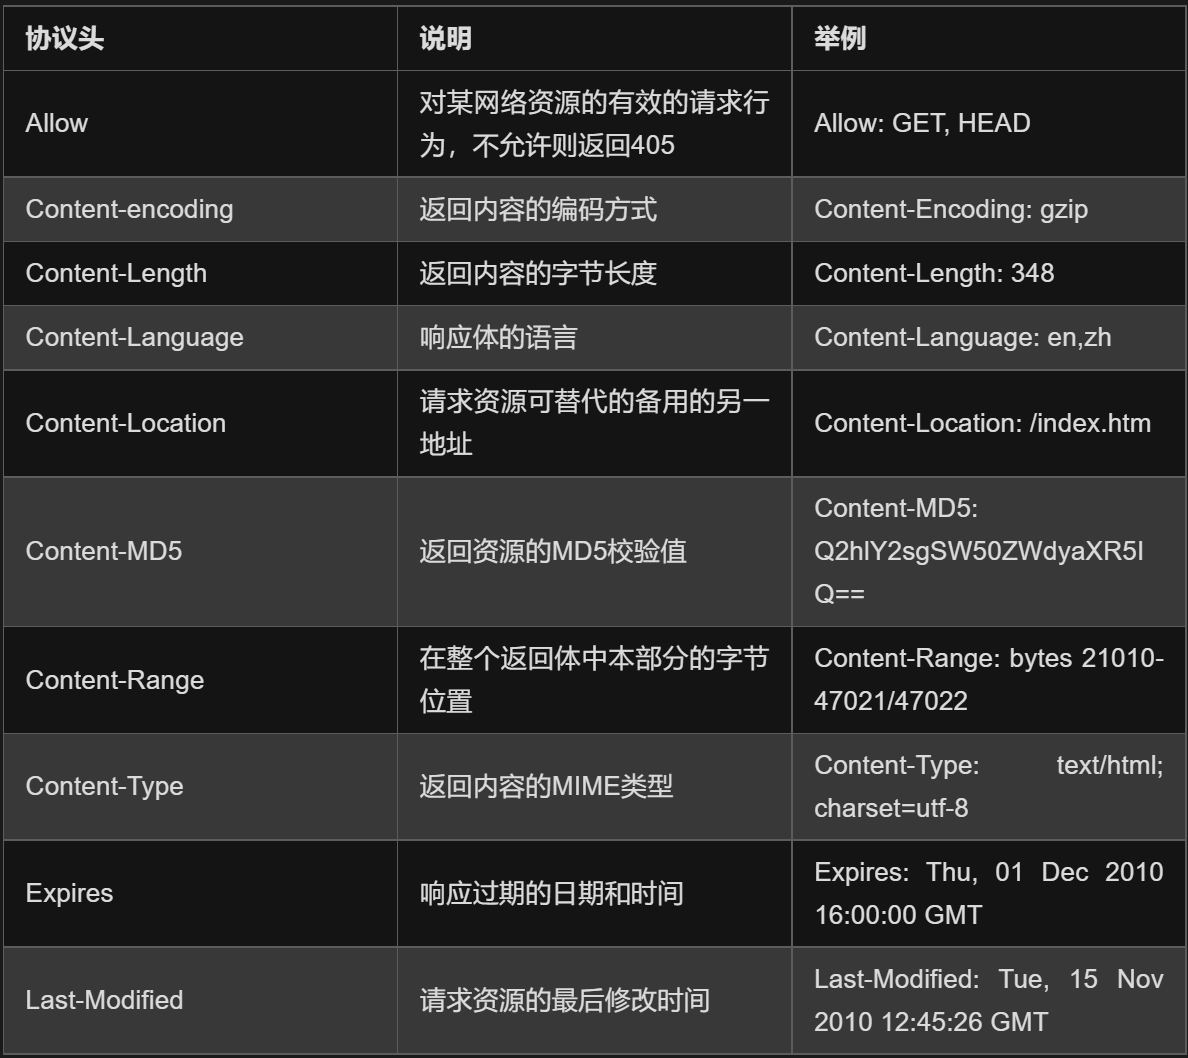 协议头 说明 举例
Allow 对某网络资源的有效的请求行 Allow: GET, HEAD
为，不允许则返回405
Content-encoding 返回内容的编码方式 Content-Encoding: gzip
Content-Length 返回内容的字节长度 Content-Length: 348
Content-Language 响应体的语言 Content-Language: en,zh
Content-Location 请求资源可替代的备用的另一 Content-Location: /index.htm
地址
Content-MD5 返回资源的MD5校验值 Content-MD5:
Q2hlY2sgSW50ZWdyaXR5I
Q==
Content-Range 在整个返回体中本部分的字节 Content-Range: bytes 21010-
位置 47021/47022
Content-Type 返回内容的MIME类型 Content-Type: text/html;
charset=utf-8
Expires 响应过期的日期和时间 Expires: Thu, 01 Dec 2010
16:00:00 GMT
Last-Modified 请求资源的最后修改时间 Last-Modified: Tue, 15 Nov
2010 12:45:26 GMT